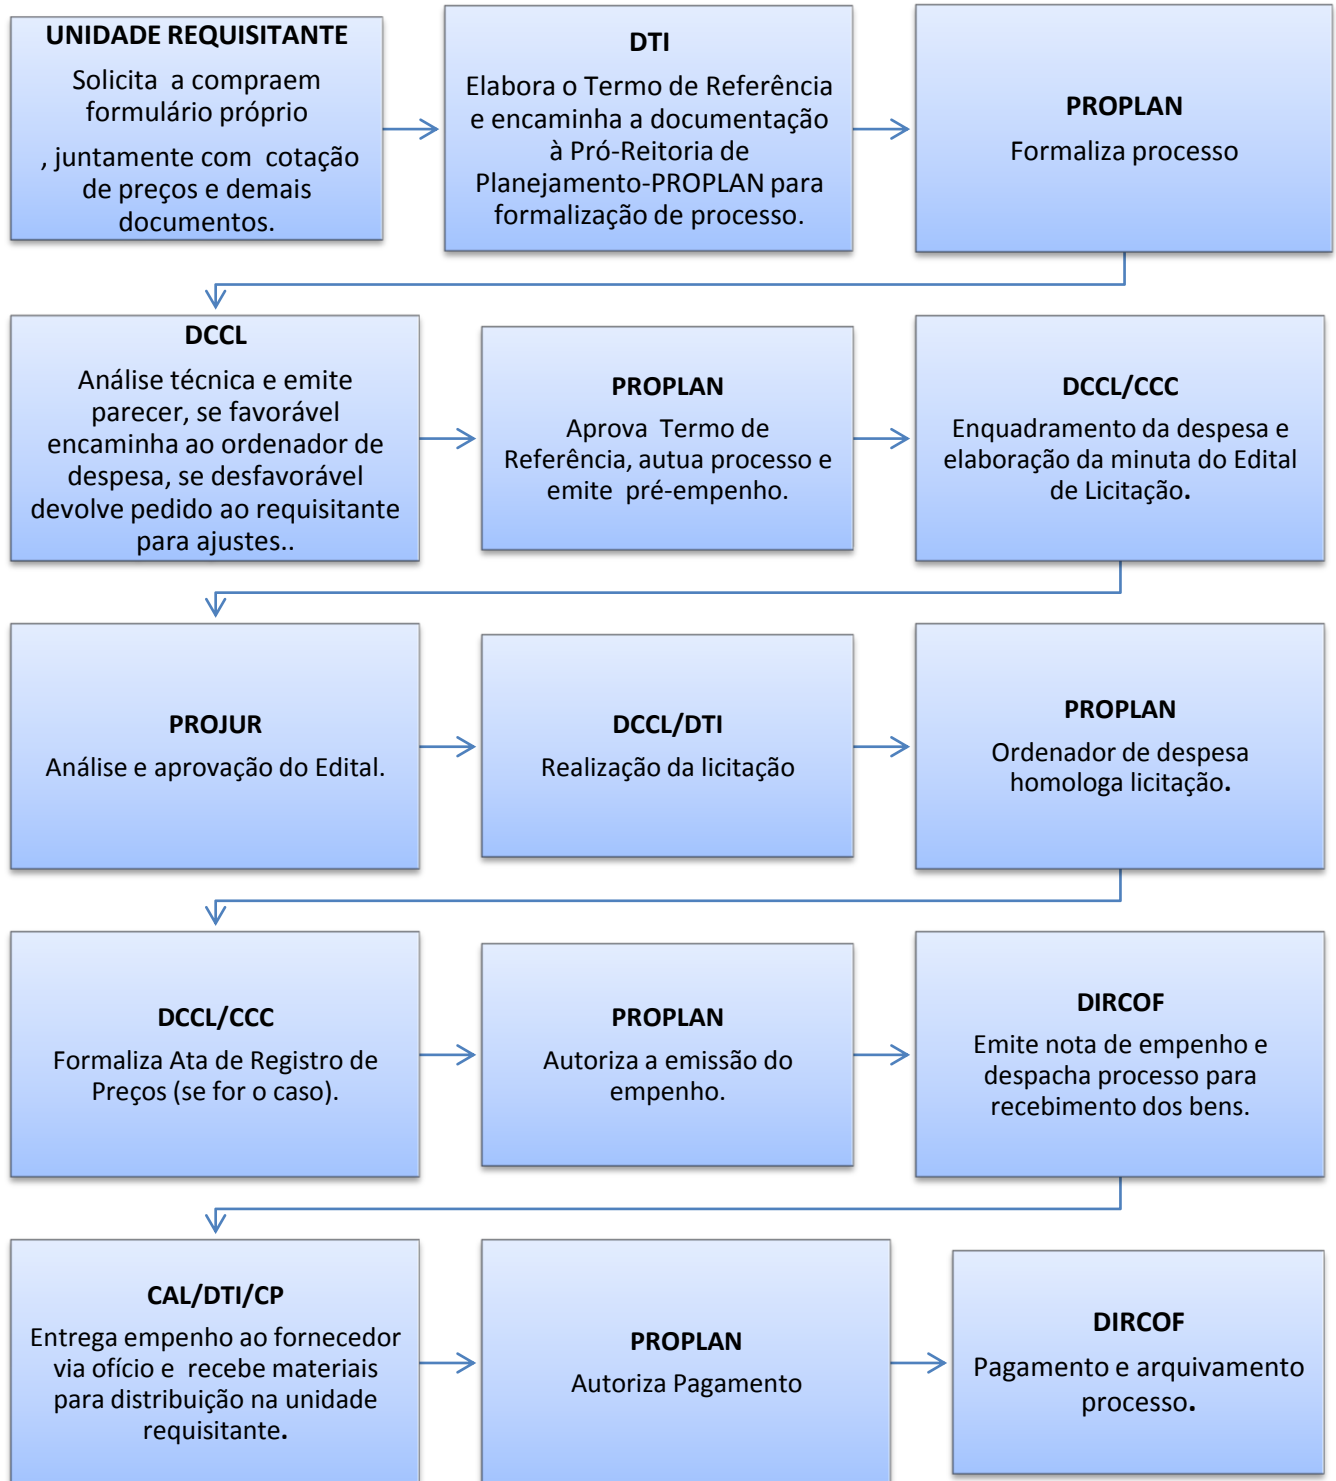 UNIDADE REQUISITANTE
Solicita a compraem
formulário próprio
, juntamente com cotação
de preços e demais
documentos.
DTI
Elabora o Termo de Referência
e encaminha a documentação
à Pró-Reitoria de
Planejamento-PROPLAN para
formalização de processo.
PROPLAN
Formaliza processo
DCCL
Análise técnica e emite
parecer, se favorável
encaminha ao ordenador de
despesa, se desfavorável
devolve pedido ao requisitante
para ajustes..
PROPLAN
Aprova Termo de
Referência, autua processo e
emite pré-empenho.
DCCL/CCC
Enquadramento da despesa e
elaboração da minuta do Edital
de Licitação.
PROJUR
Análise e aprovação do Edital.
DCCL/DTI
Realização da licitação
PROPLAN
Ordenador de despesa
homologa licitação.
DCCL/CCC
Formaliza Ata de Registro de
Preços (se for o caso).
PROPLAN
Autoriza a emissão do
empenho.
DIRCOF
Emite nota de empenho e
despacha processo para
recebimento dos bens.
CAL/DTI/CP
Entrega empenho ao fornecedor
via ofício e recebe materiais
para distribuição na unidade
requisitante.
PROPLAN
Autoriza Pagamento
DIRCOF
Pagamento e arquivamento
processo.